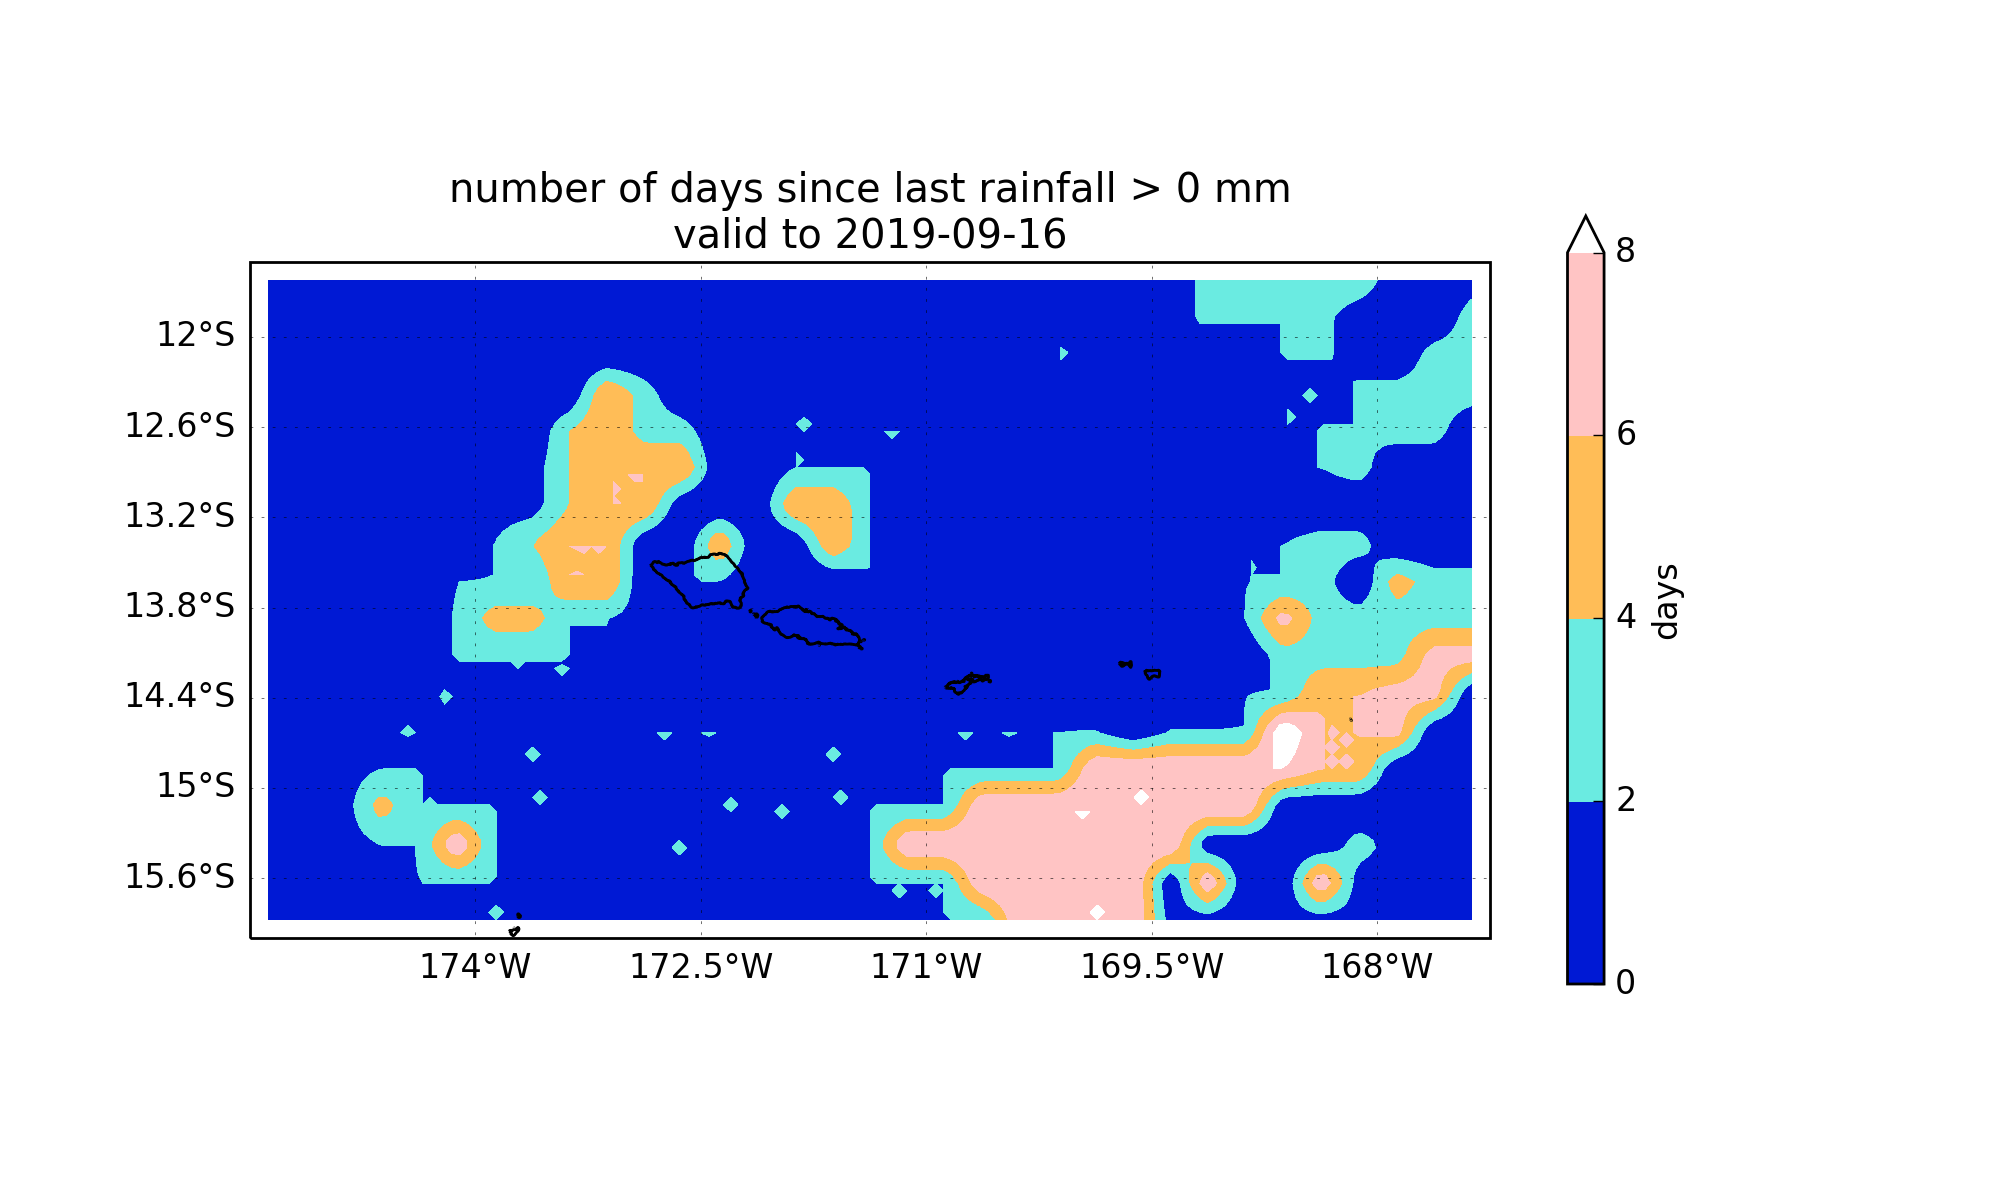 number of days since last rainfall > 0 mm
valid to 2019-09-16
12°S
12.6°S
13.2°S
13.8°S
14.4°S
15°S
15.6°S
174°W
172.5°W
171°W
169.5°W
168°W
8
6
4
2
0
days